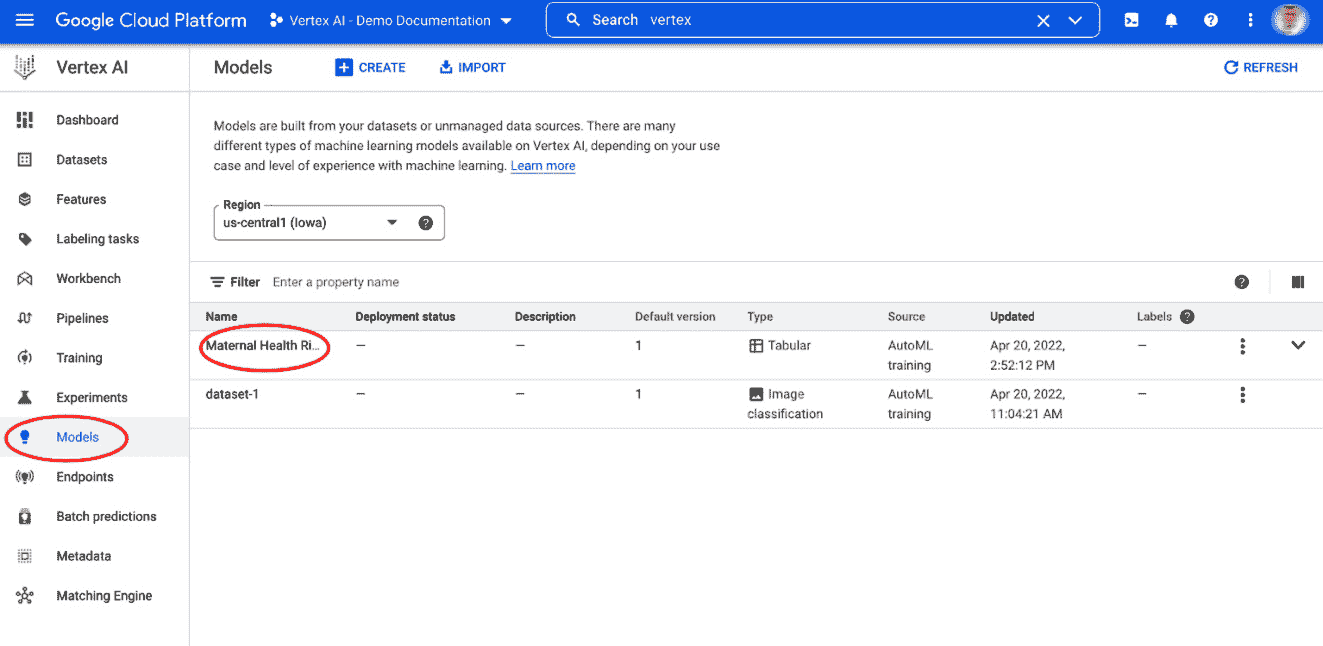 Google Cloud Platform
Vertex AI - Demo Documentation
Search vertex
Vertex AI
Models
CREATE
IMPORT
REFRESH
Dashboard
Datasets
Features
Labeling tasks
Workbench
Pipelines
Training
Experiments
Models
Endpoints
Batch predictions
Metadata
Matching Engine
Models are built from your datasets or unmanaged data sources. There are many
different types of machine learning models available on Vertex AI, depending on your use
case and level of experience with machine learning. Learn more
Region
us-central1 (Iowa)
Filter Enter a property name
Name Deployment status Description Default version Type Source Updated Labels
Maternal Health Ri... — — 1 Tabular AutoML Apr 20, 2022, —
training 2:52:12 PM
dataset-1 — — 1 Image AutoML Apr 20, 2022, —
classification training 11:04:21 AM